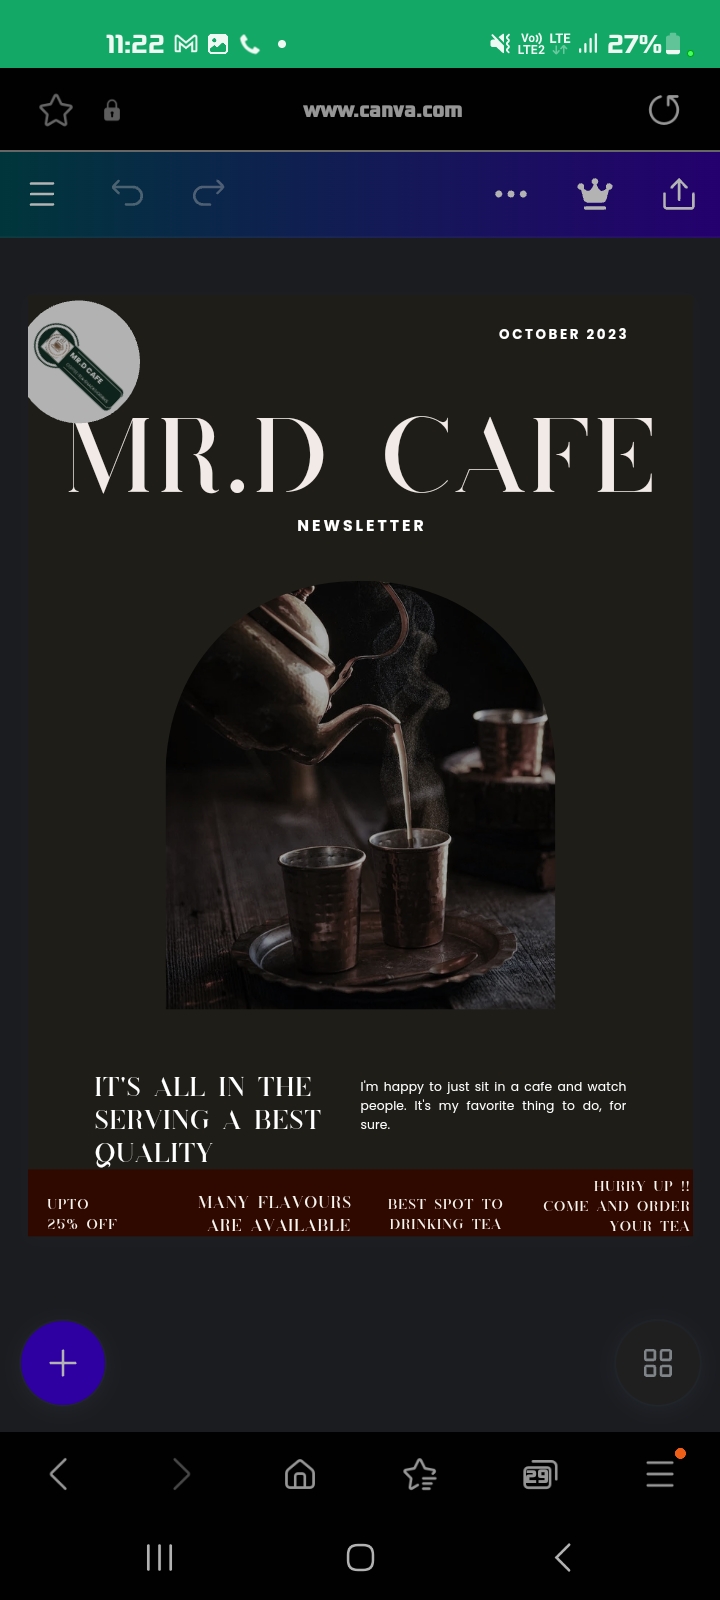 11:22
Vo)) LTE
LTE2
27%
www.canva.com
MR.D CAFE
OCTOBER 2023
MR.D CAFE
NEWSLETTER
IT'S ALL IN THE
SERVING A BEST
QUALITY
I'm happy to just sit in a cafe and watch
people. It's my favorite thing to do, for
sure.
UPTO
25% OFF
MANY FLAVOURS
ARE AVAILABLE
BEST SPOT TO
DRINKING TEA
HURRY UP !!
COME AND ORDER
YOUR TEA
29